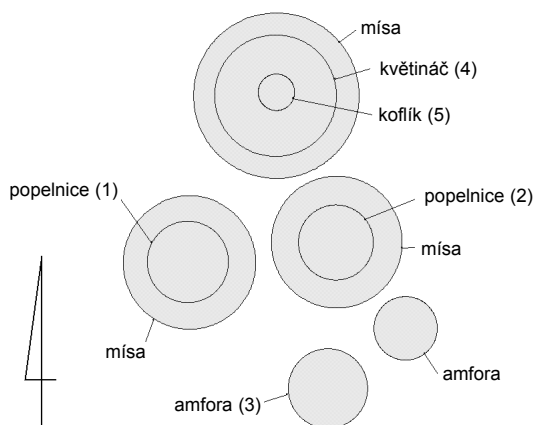 mísa
květináč (4)
koflík (5)
popelnice (1)
popelnice (2)
mísa
mísa
amfora
amfora (3)